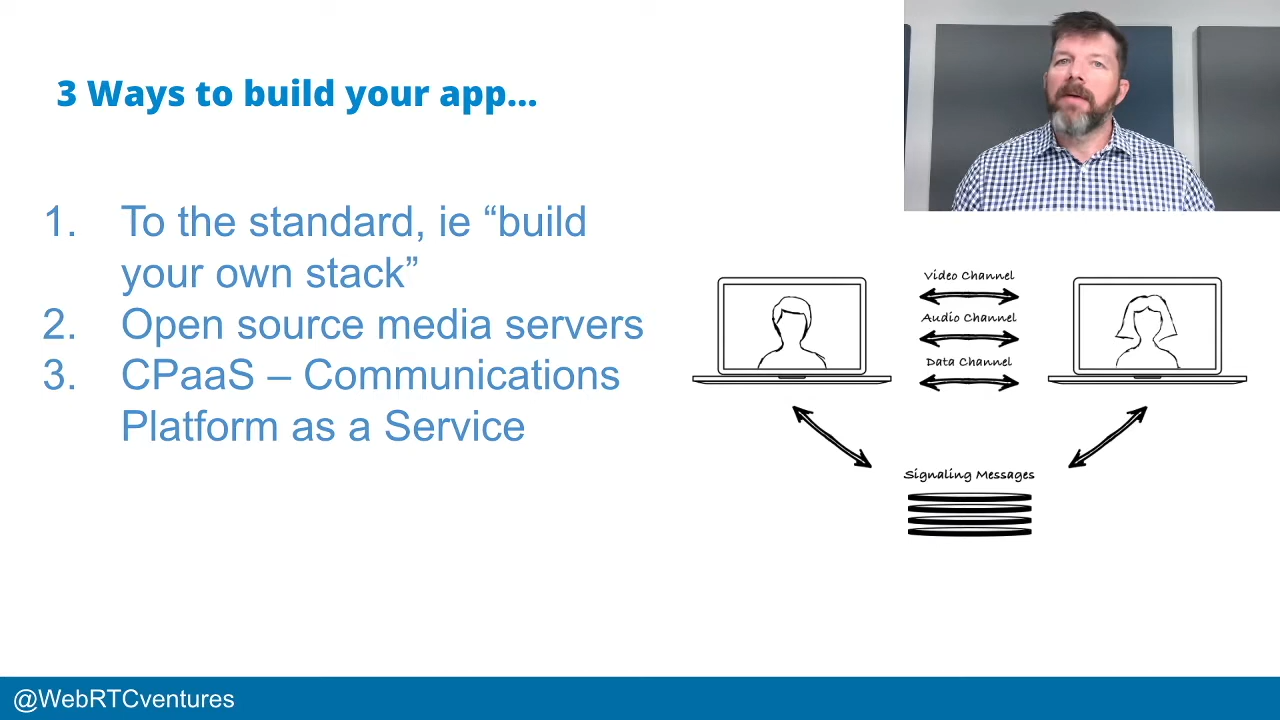 3 Ways to build your app...
1. To the standard, ie “build
your own stack”
2. Open source media servers
3. CPaaS – Communications
Platform as a Service
Video Channel
Audio Channel
Data Channel
Signaling Messages
@WebRTCventures